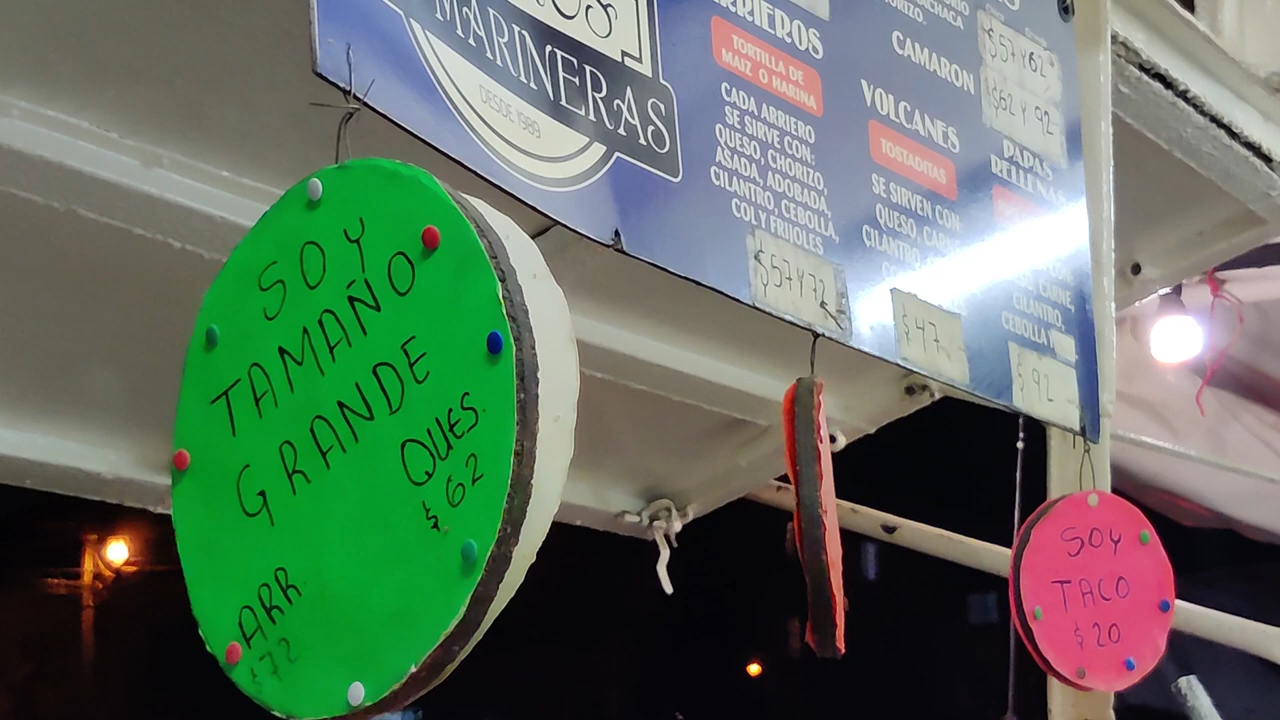 MARINERAS
DESDE 1989
ARRIEROS
TORTILLA DE
MAIZ O HARINA
CADA ARRIERO
SE SIRVE CON:
QUESO, CHORIZO,
ASADA, ADOBADA,
CILANTRO, CEBOLLA,
COL Y FRIJOLES
$57 Y 72
CAMARON
$57 Y 62
$62 Y 92
VOLCANES
TOSTADITAS
SE SIRVEN CON:
QUESO, CARNE
CILANTRO
$47
PAPAS
RELLENAS
CARNE,
CILANTRO,
CEBOLLA
$92
SOY
TAMAÑO
GRANDE
QUES
$62
ARR
$72
SOY
TACO
$20